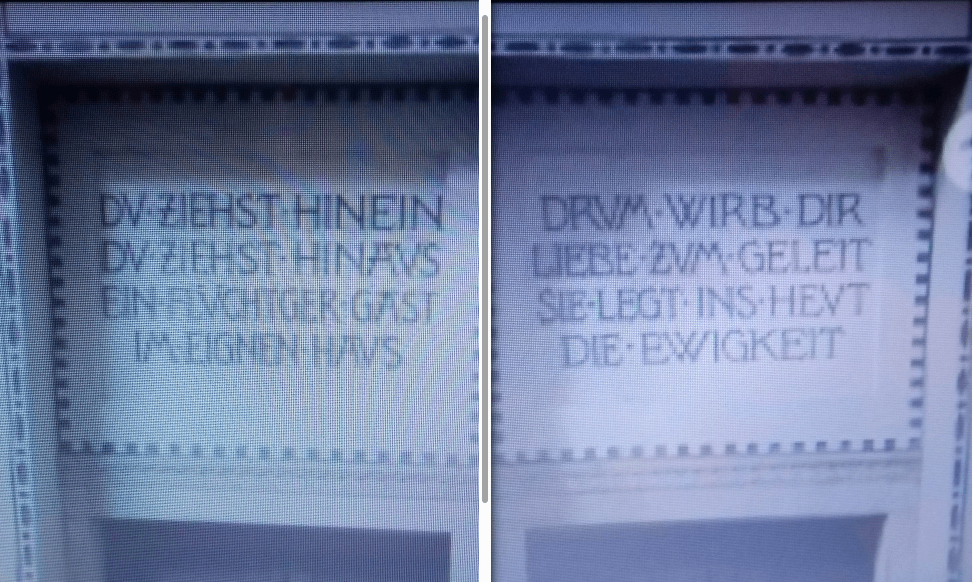 DV·ZIEHST·HINEIN
DV·ZIEHST·HINAVS
EIN·FLVCHTGER·GAST
IM·EIGNEN·HAVS
DRVM·WIRB·DIR
LIEBE·ZVM·GELEIT
SIE·LEGT·INS·HEVT
DIE·EWIGKEIT